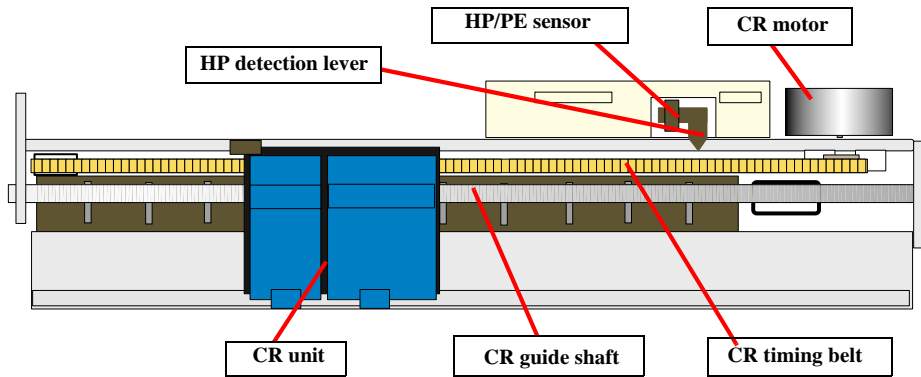 HP/PE sensor
CR motor
HP detection lever
CR unit
CR guide shaft
CR timing belt